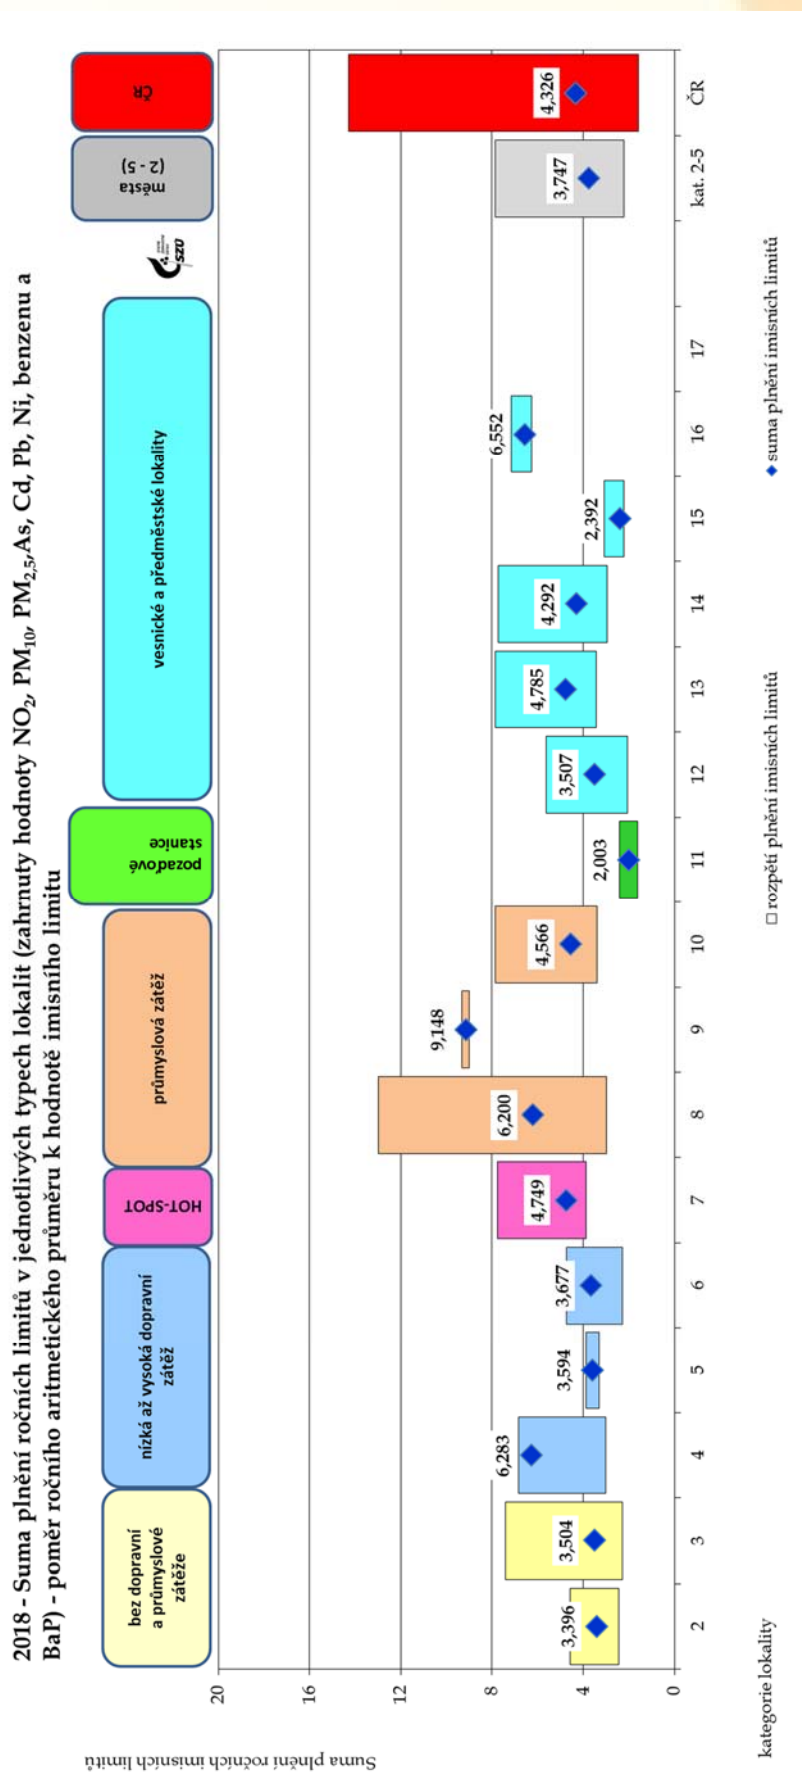 2018 - Suma plnění ročních limitů v jednotlivých typech lokalit (zahrnuty hodnoty NO₂, PM₁₀, PM₂,₅,As, Cd, Pb, Ni, benzenu a
BaP) - poměr ročního aritmetického průměru k hodnotě imisního limitu
bez dopravní
a průmyslové
zátěže
nízká až vysoká dopravní
zátěž
HOT-SPOT
průmyslová zátěž
pozaďové
stanice
vesnické a předměstské lokality
SZÚ
města
(2 - 5)
ČR
Suma plnění ročních imisních limitů
20
16
12
8
4
0
3,396
3,504
6,283
3,594
3,677
4,749
6,200
9,148
4,566
2,003
3,507
4,785
4,292
2,392
6,552
3,747
4,326
2
3
4
5
6
7
8
9
10
11
12
13
14
15
16
17
kat. 2-5
ČR
kategorie lokality
rozpětí plnění imisních limitů
suma plnění imisních limitů